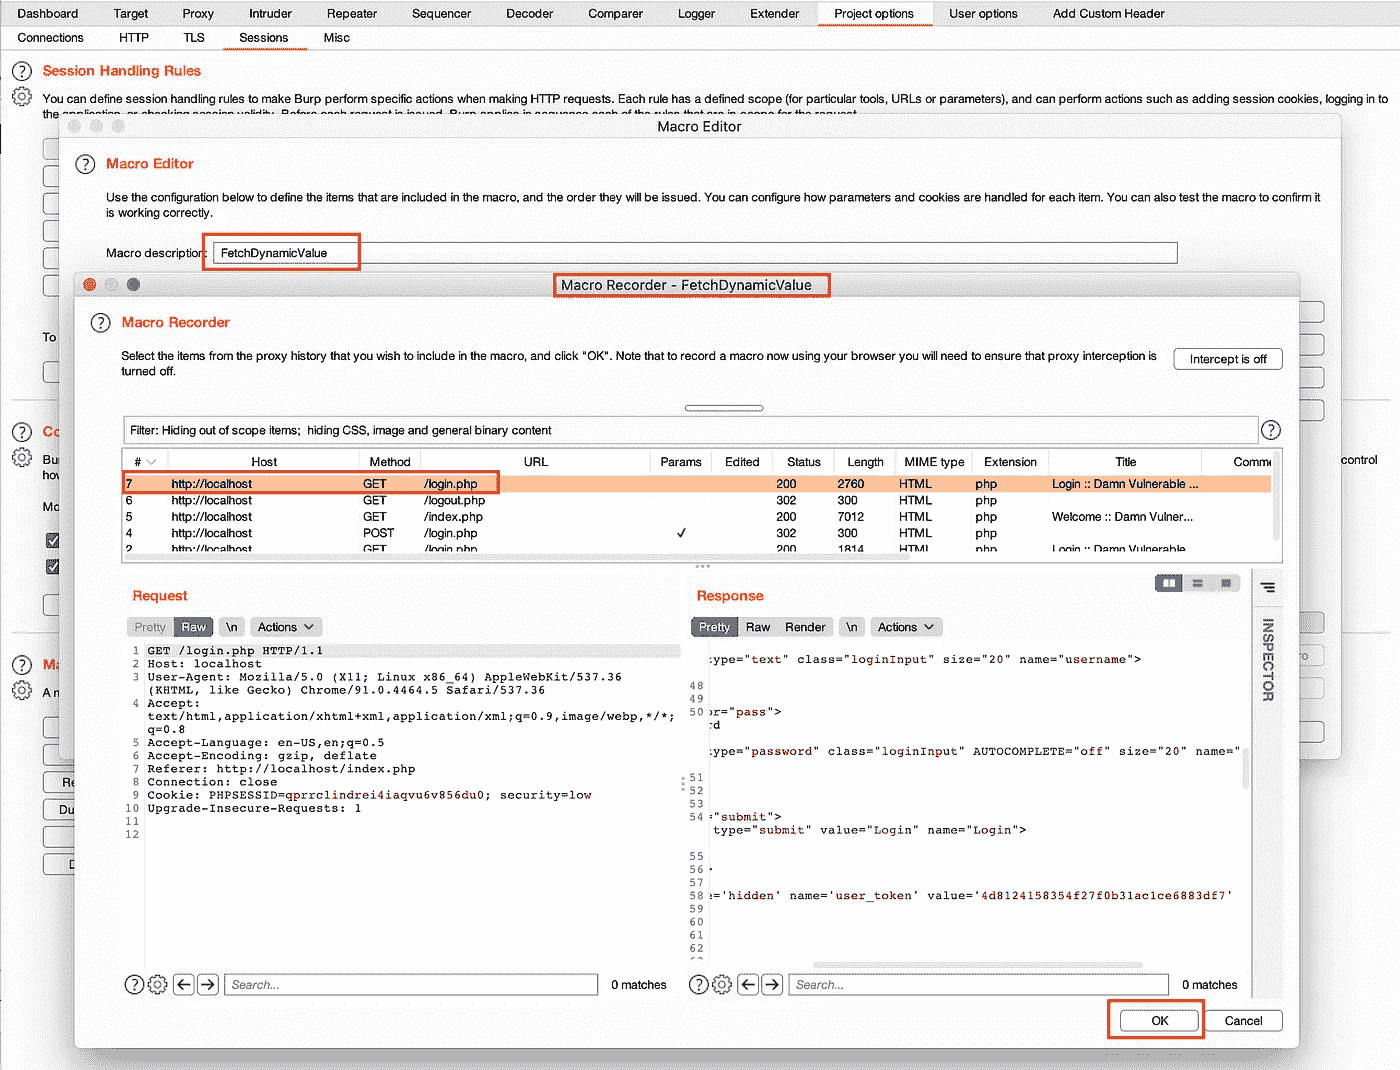 Dashboard Target Proxy Intruder Repeater Sequencer Decoder Comparer Logger Extender Project options User options Add Custom Header
Connections HTTP TLS Sessions Misc
? Session Handling Rules
You can define session handling rules to make Burp perform specific actions when making HTTP requests. Each rule has a defined scope (for particular tools, URLs or parameters), and can perform actions such as adding session cookies, logging in to
Macro Editor
? Macro Editor
Use the configuration below to define the items that are included in the macro, and the order they will be issued. You can configure how parameters and cookies are handled for each item. You can also test the macro to confirm it
is working correctly.
Macro description: FetchDynamicValue
Macro Recorder - FetchDynamicValue
? Macro Recorder
To
Select the items from the proxy history that you wish to include in the macro, and click "OK". Note that to record a macro now using your browser you will need to ensure that proxy interception is
turned off.
Intercept is off
Filter: Hiding out of scope items; hiding CSS, image and general binary content ?
? Co
control
# Host Method URL Params Edited Status Length MIME type Extension Title Comme
7 http://localhost GET /login.php 200 2760 HTML php Login :: Damn Vulnerable ...
6 http://localhost GET /logout.php 302 300 HTML php
5 http://localhost GET /index.php 200 7012 HTML php Welcome :: Damn Vulner...
4 http://localhost POST /login.php ✓ 302 300 HTML php
2 http://localhost GET /login.php 200 1814 HTML php Login :: Damn Vulnerable
Request
Pretty Raw \n Actions
1 GET /login.php HTTP/1.1
2 Host: localhost
3 User-Agent: Mozilla/5.0 (X11; Linux x86_64) AppleWebKit/537.36
(KHTML, like Gecko) Chrome/91.0.4464.5 Safari/537.36
4 Accept:
text/html,application/xhtml+xml,application/xml;q=0.9,image/webp,*/*;
q=0.8
5 Accept-Language: en-US,en;q=0.5
6 Accept-Encoding: gzip, deflate
7 Referer: http://localhost/index.php
8 Connection: close
9 Cookie: PHPSESSID=qprrclindrei4iaqvu6v856du0; security=low
10 Upgrade-Insecure-Requests: 1
11
12
Response
Pretty Raw Render \n Actions
type="text" class="loginInput" size="20" name="username">
48
49
50 or="pass">
rd
type="password" class="loginInput" AUTOCOMPLETE="off" size="20" name="
51
52
53
54 ="submit">
type="submit" value="Login" name="Login">
55
56
57
58 ='hidden' name='user_token' value='4d8124158354f27f0b31ac1ce6883df7'
59
60
61
62
INSPECTOR
? Ma
A m
Re
Du
D
? Search... 0 matches
? Search... 0 matches
OK Cancel